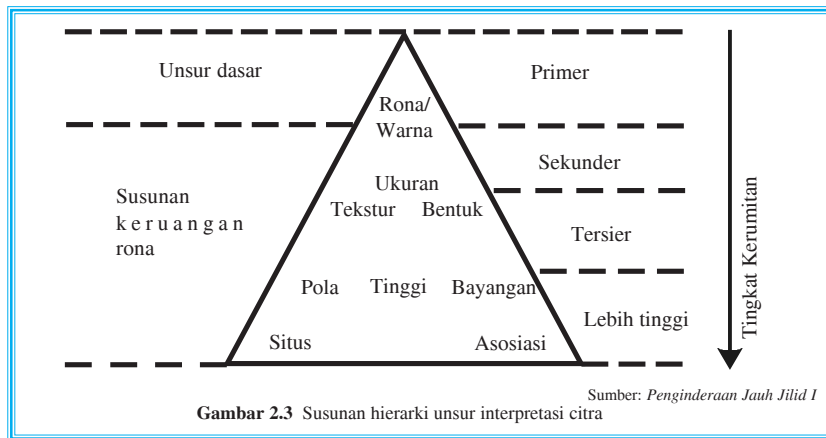 Unsur dasar
Primer
Rona/
Warna
Sekunder
Susunan
k e r u a n g a n
rona
Ukuran
Tekstur Bentuk
Tersier
Pola Tinggi Bayangan
Lebih tinggi
Situs Asosiasi
Tingkat Kerumitan
Sumber: Penginderaan Jauh Jilid I
Gambar 2.3 Susunan hierarki unsur interpretasi citra